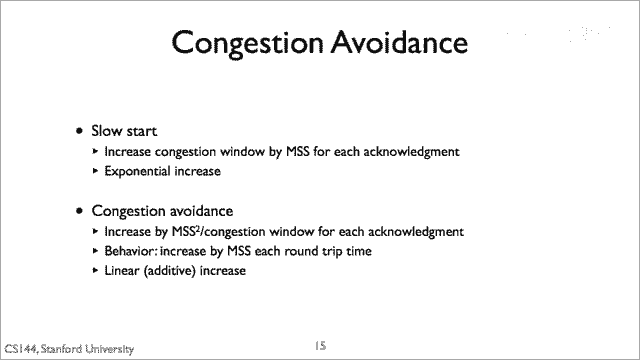 Congestion Avoidance
• Slow start
‣ Increase congestion window by MSS for each acknowledgment
‣ Exponential increase
• Congestion avoidance
‣ Increase by MSS²/congestion window for each acknowledgment
‣ Behavior: increase by MSS each round trip time
‣ Linear (additive) increase
CS144, Stanford University
15